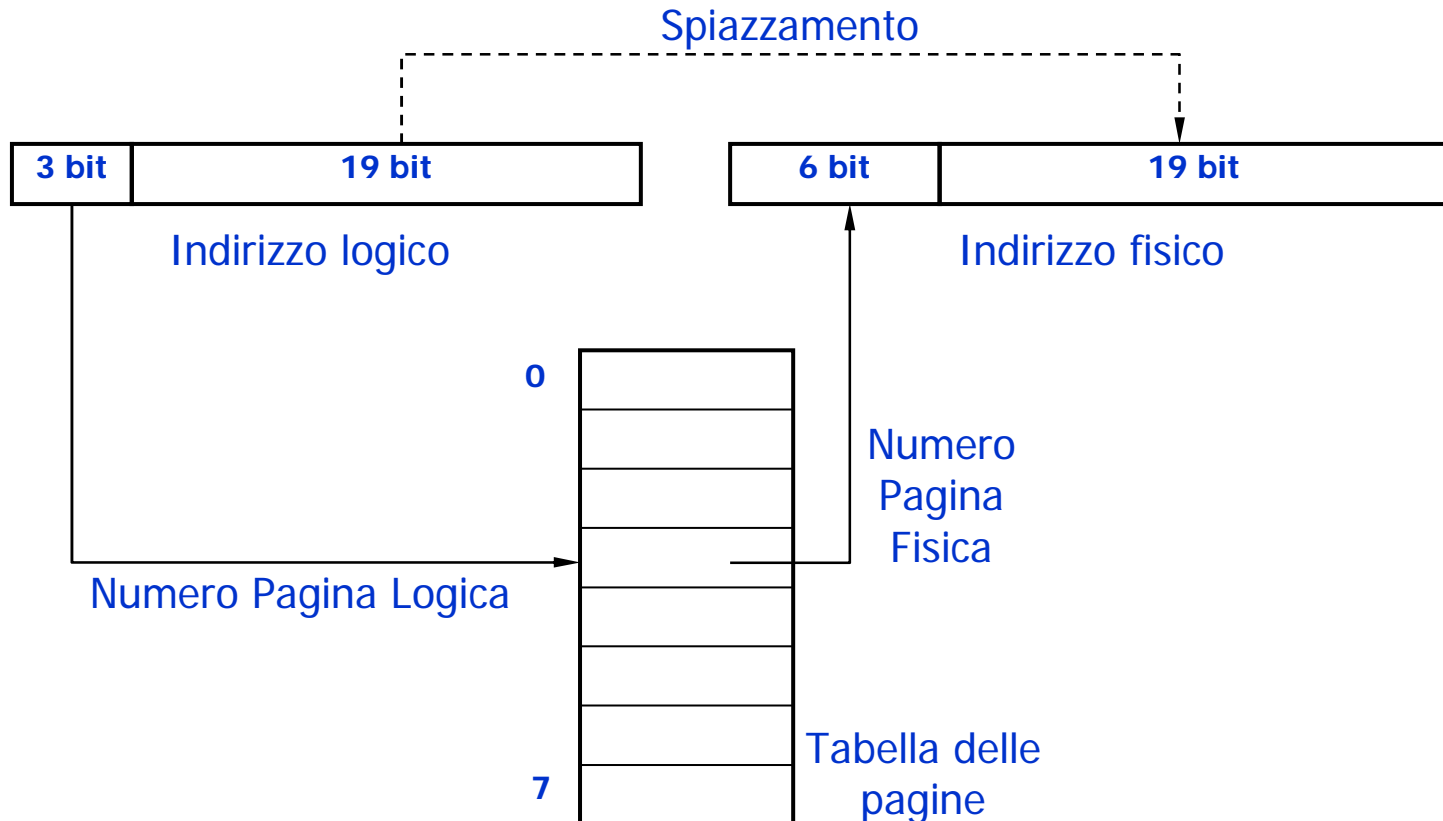 Spiazzamento
3 bit
19 bit
6 bit
19 bit
Indirizzo logico
Indirizzo fisico
0
Numero
Pagina
Fisica
Numero Pagina Logica
Tabella delle
pagine
7